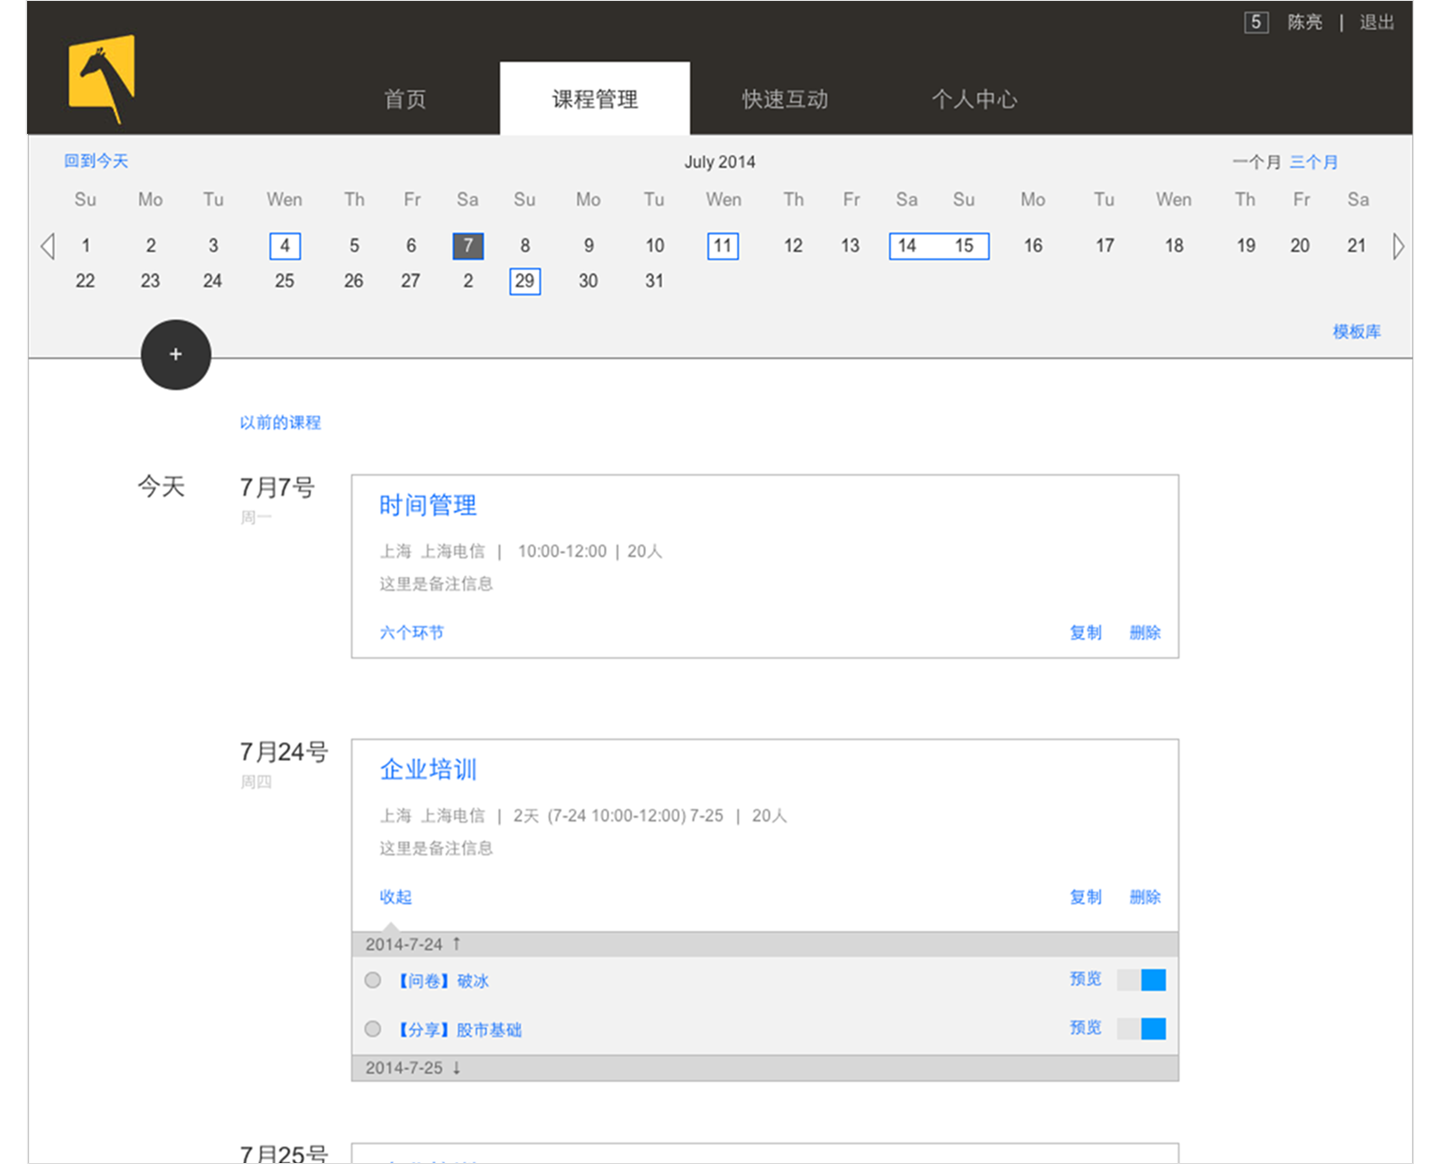 5 陈亮 | 退出
首页 课程管理 快速互动 个人中心
回到今天 July 2014 一个月 三个月
Su Mo Tu Wen Th Fr Sa Su Mo Tu Wen Th Fr Sa Su Mo Tu Wen Th Fr Sa
1 2 3 4 5 6 7 8 9 10 11 12 13 14 15 16 17 18 19 20 21
22 23 24 25 26 27 2 29 30 31
模板库
+
以前的课程
今天 7月7号 时间管理
周一
上海 上海电信 | 10:00-12:00 | 20人
这里是备注信息
六个环节 复制 删除
7月24号 企业培训
周四
上海 上海电信 | 2天 (7-24 10:00-12:00) 7-25 | 20人
这里是备注信息
收起 复制 删除
2014-7-24 ↑
【问卷】破冰 预览
【分享】股市基础 预览
2014-7-25 ↓
7月25号